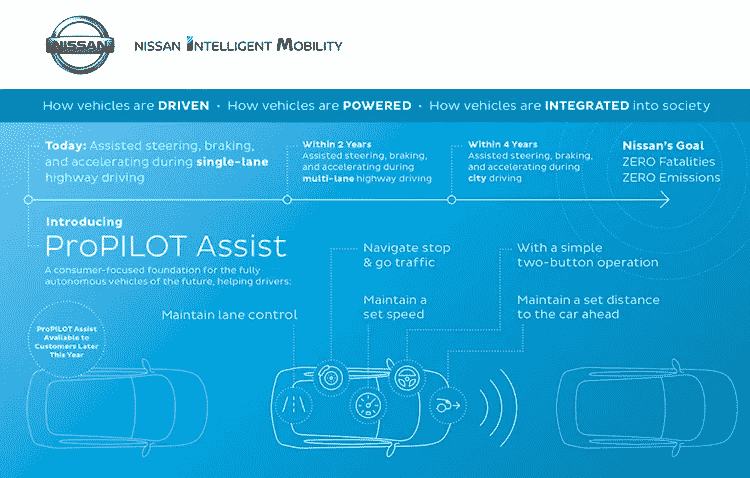 NISSAN
NISSAN INTELLIGENT MOBILITY
How vehicles are DRIVEN · How vehicles are POWERED · How vehicles are INTEGRATED into society
Today: Assisted steering, braking,
and accelerating during single-lane
highway driving
Within 2 Years
Assisted steering, braking,
and accelerating during
multi-lane highway driving
Within 4 Years
Assisted steering, braking,
and accelerating during
city driving
Nissan's Goal
ZERO Fatalities
ZERO Emissions
Introducing
ProPILOT Assist
A consumer-focused foundation for the fully
autonomous vehicles of the future, helping drivers:
Navigate stop
& go traffic
With a simple
two-button operation
Maintain lane control
Maintain a
set speed
Maintain a set distance
to the car ahead
ProPILOT Assist
Available to
Customers Later
This Year